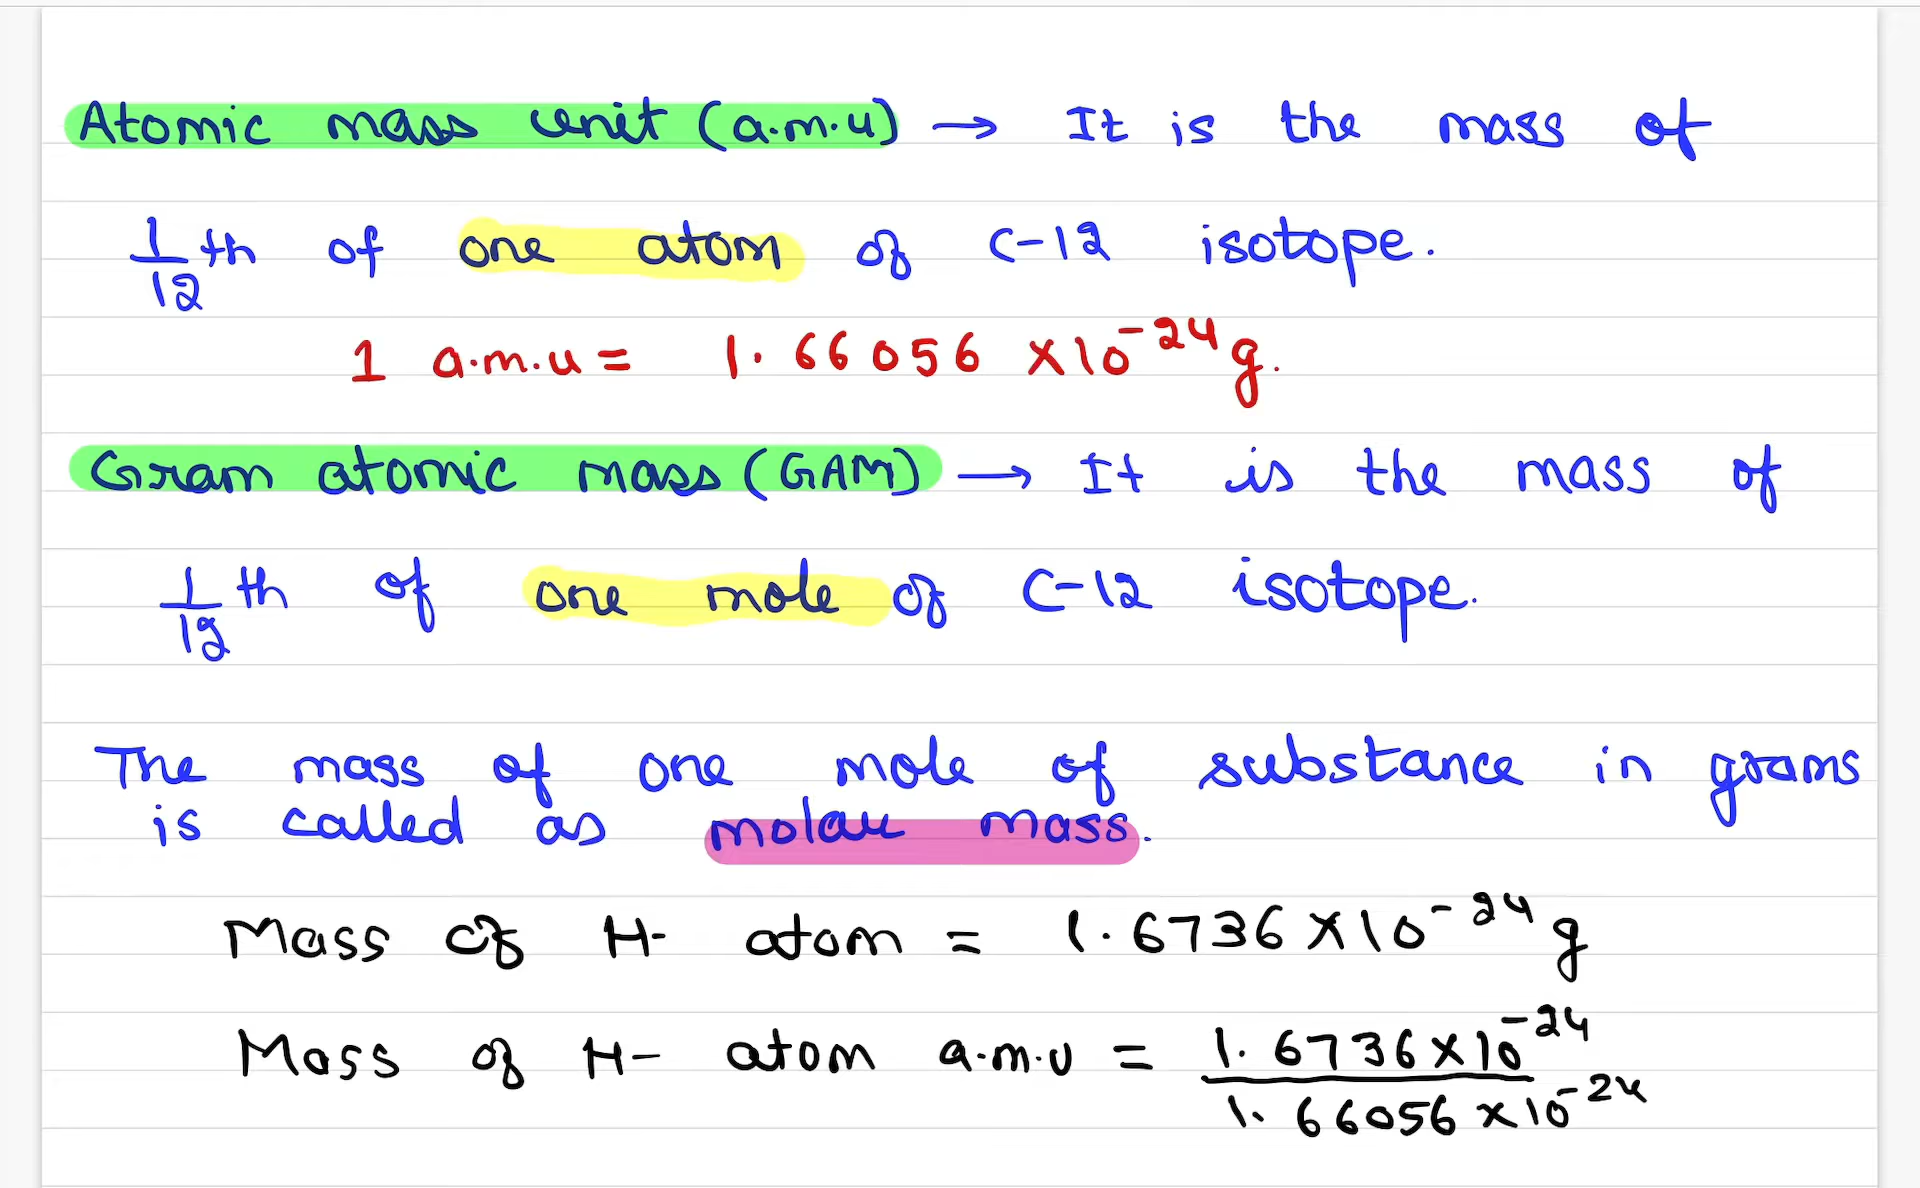 Atomic mass unit (a.m.u) → It is the mass of
1/12 th of one atom of C-12 isotope.
1 a.m.u = 1.66056 ×10⁻²⁴ g.
Gram atomic mass (GAM) → It is the mass of
1/12 th of one mole of C-12 isotope.
The mass of one mole of substance in grams
is called as molar mass.
Mass of H- atom = 1.6736 ×10⁻²⁴ g
Mass of H- atom a.m.u = 1.6736 ×10⁻²⁴ / 1.66056 ×10⁻²⁴